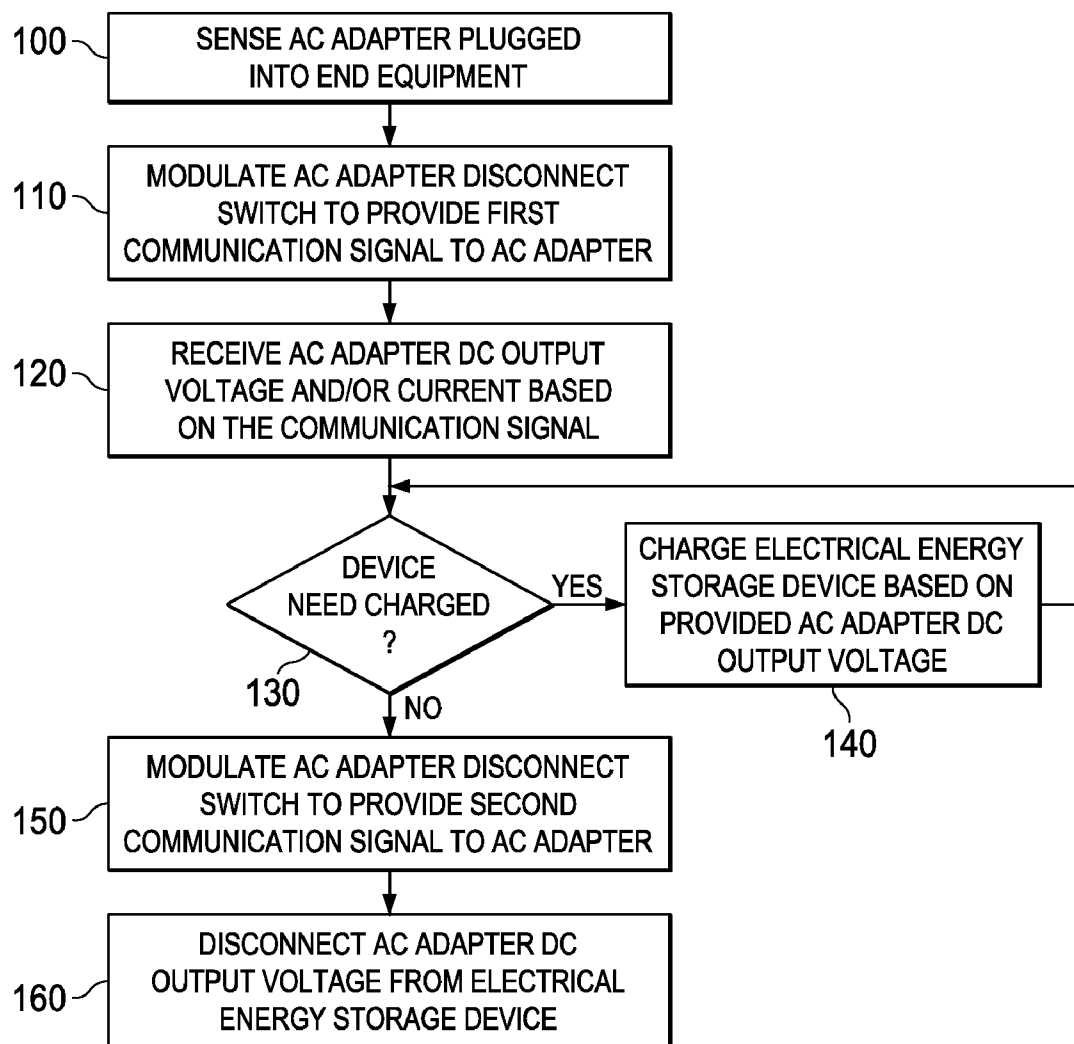 100
SENSE AC ADAPTER PLUGGED
INTO END EQUIPMENT
110
MODULATE AC ADAPTER DISCONNECT
SWITCH TO PROVIDE FIRST
COMMUNICATION SIGNAL TO AC ADAPTER
120
RECEIVE AC ADAPTER DC OUTPUT
VOLTAGE AND/OR CURRENT BASED
ON THE COMMUNICATION SIGNAL
DEVICE
NEED CHARGED
?
130
YES
CHARGE ELECTRICAL ENERGY
STORAGE DEVICE BASED ON
PROVIDED AC ADAPTER DC
OUTPUT VOLTAGE
140
NO
150
MODULATE AC ADAPTER DISCONNECT
SWITCH TO PROVIDE SECOND
COMMUNICATION SIGNAL TO AC ADAPTER
160
DISCONNECT AC ADAPTER DC
OUTPUT VOLTAGE FROM ELECTRICAL
ENERGY STORAGE DEVICE